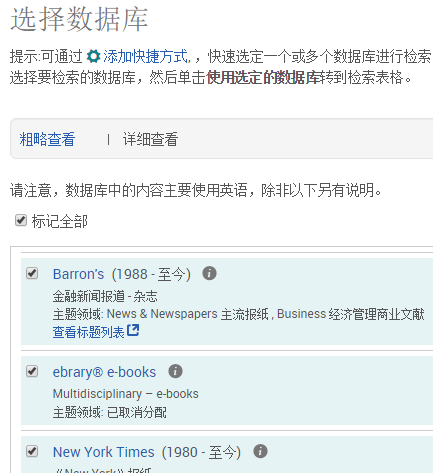 选择数据库
提示:可通过 添加快捷方式, ，快速选定一个或多个数据库进行检索
选择要检索的数据库，然后单击使用选定的数据库转到检索表格。
粗略查看 | 详细查看
请注意，数据库中的内容主要使用英语，除非以下另有说明。
标记全部
Barron's (1988 - 至今)
金融新闻报道 - 杂志
主题领域: News & Newspapers 主流报纸 , Business 经济管理商业文献
查看标题列表
ebrary® e-books
Multidisciplinary – e-books
主题领域: 已取消分配
New York Times (1980 - 至今)
《New York》报纸